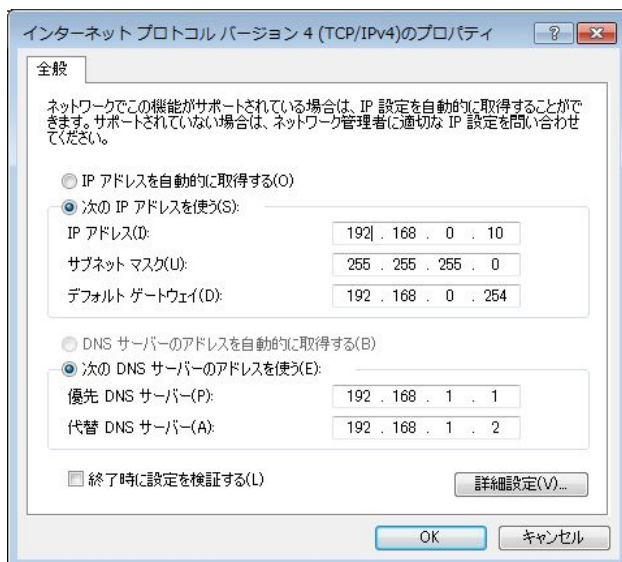 インターネット プロトコル バージョン 4 (TCP/IPv4)のプロパティ
全般
ネットワークでこの機能がサポートされている場合は、IP 設定を自動的に取得することがで
きます。サポートされていない場合は、ネットワーク管理者に適切な IP 設定を問い合わせ
てください。
IP アドレスを自動的に取得する(O)
次の IP アドレスを使う(S):
IP アドレス(I): 192 . 168 . 0 . 10
サブネット マスク(U): 255 . 255 . 255 . 0
デフォルト ゲートウェイ(D): 192 . 168 . 0 . 254
DNS サーバーのアドレスを自動的に取得する(B)
次の DNS サーバーのアドレスを使う(E):
優先 DNS サーバー(P): 192 . 168 . 1 . 1
代替 DNS サーバー(A): 192 . 168 . 1 . 2
終了時に設定を検証する(L)
詳細設定(V)...
OK キャンセル